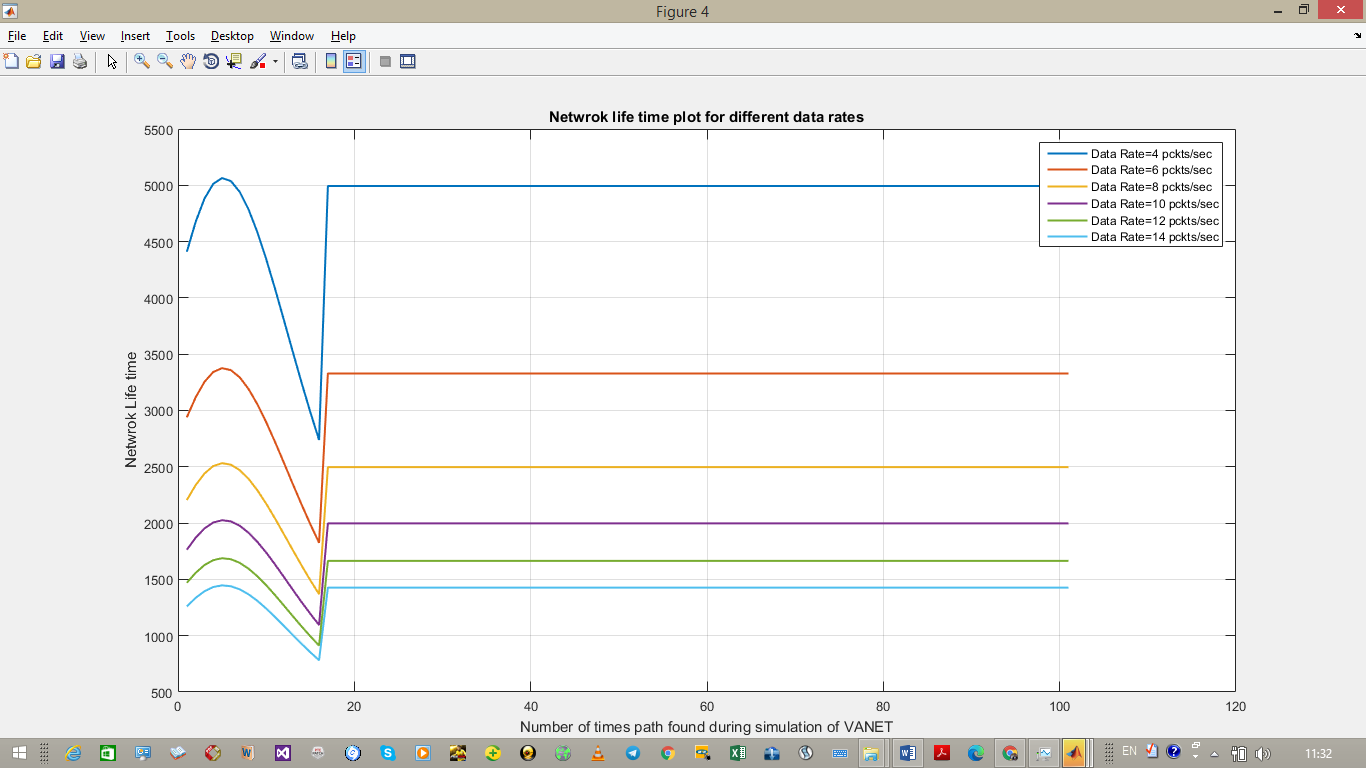 Figure 4
File Edit View Insert Tools Desktop Window Help
Netwrok life time plot for different data rates
5500
5000
4500
4000
3500
3000
2500
2000
1500
1000
500
Netwrok Life time
Data Rate=4 pckts/sec
Data Rate=6 pckts/sec
Data Rate=8 pckts/sec
Data Rate=10 pckts/sec
Data Rate=12 pckts/sec
Data Rate=14 pckts/sec
0 20 40 60 80 100 120
Number of times path found during simulation of VANET
EN 11:32